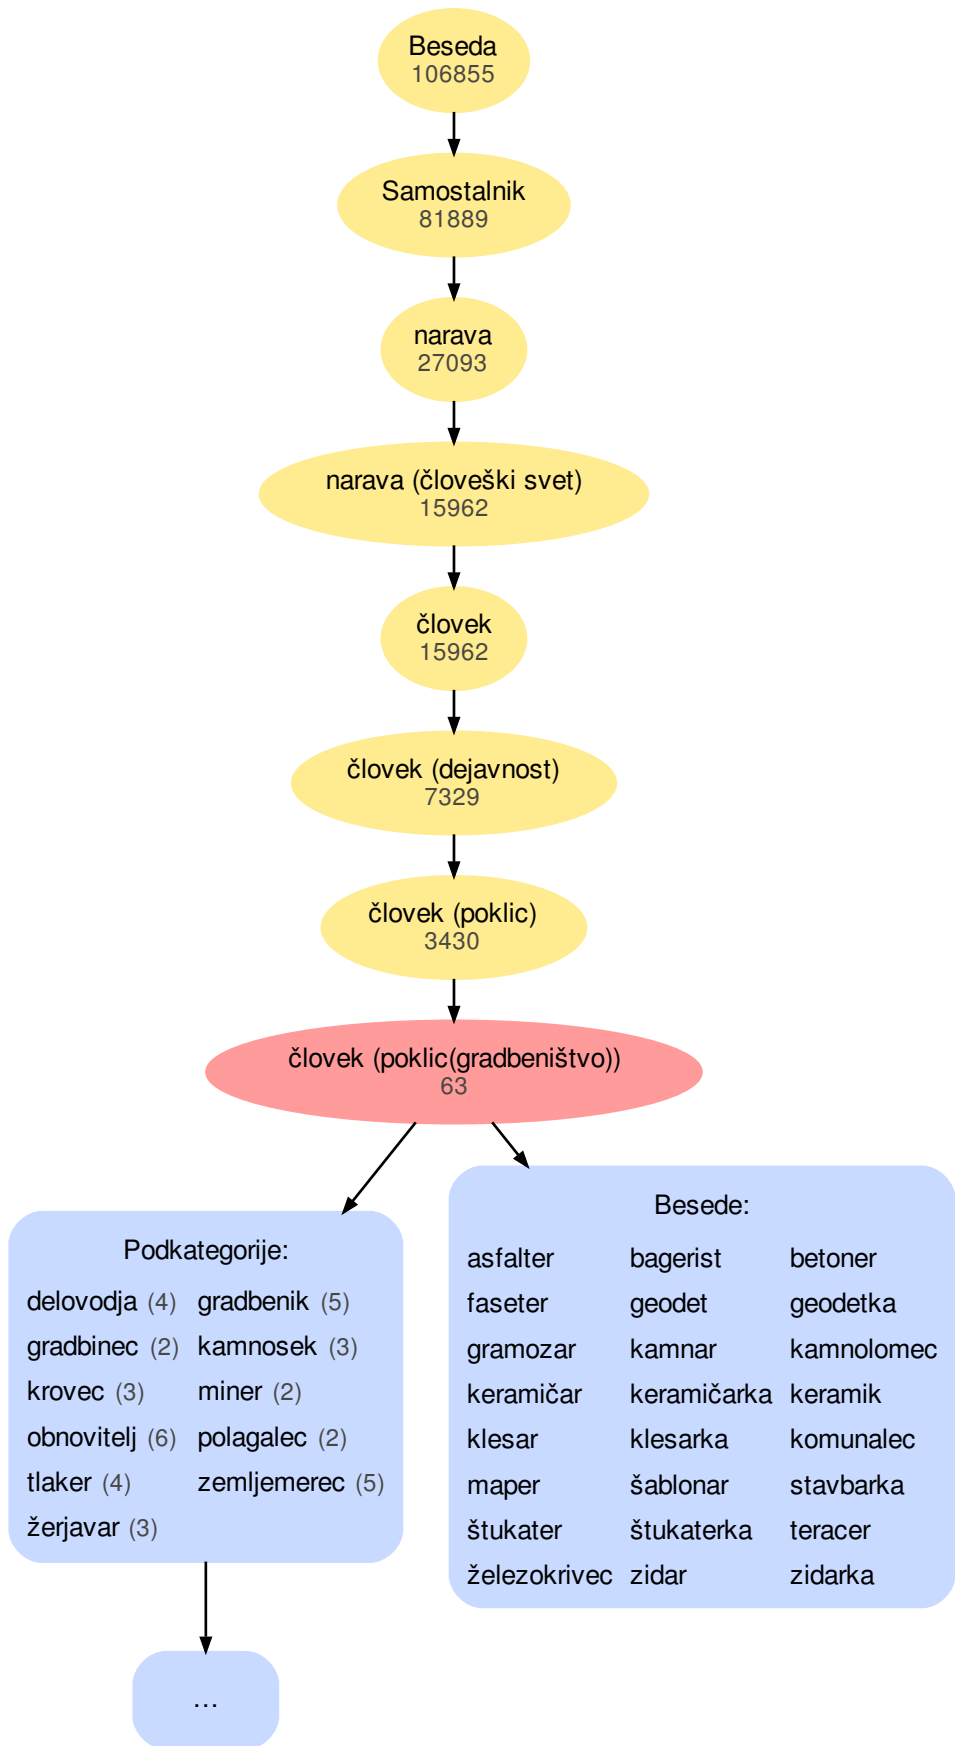 Beseda
106855
Samostalnik
81889
narava
27093
narava (človeški svet)
15962
človek
15962
človek (dejavnost)
7329
človek (poklic)
3430
človek (poklic(gradbeništvo))
63
Podkategorije:
delovodja (4) gradbenik (5)
gradbinec (2) kamnosek (3)
krovec (3) miner (2)
obnovitelj (6) polagalec (2)
tlaker (4) zemljemerec (5)
žerjavar (3)
...
Besede:
asfalter bagerist betoner
faseter geodet geodetka
gramozar kamnar kamnolomec
keramičar keramičarka keramik
klesar klesarka komunalec
maper šablonar stavbarka
štukater štukaterka teracer
železokrivec zidar zidarka